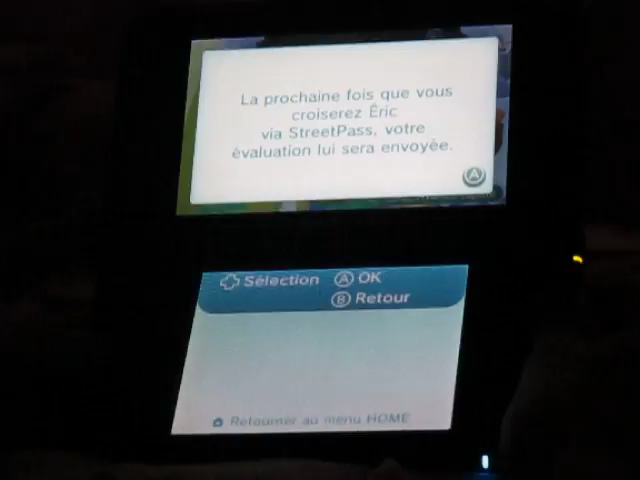 La prochaine fois que vous
croiserez Éric
via StreetPass, votre
évaluation lui sera envoyée.
A
Sélection A OK
B Retour
Retourner au menu HOME